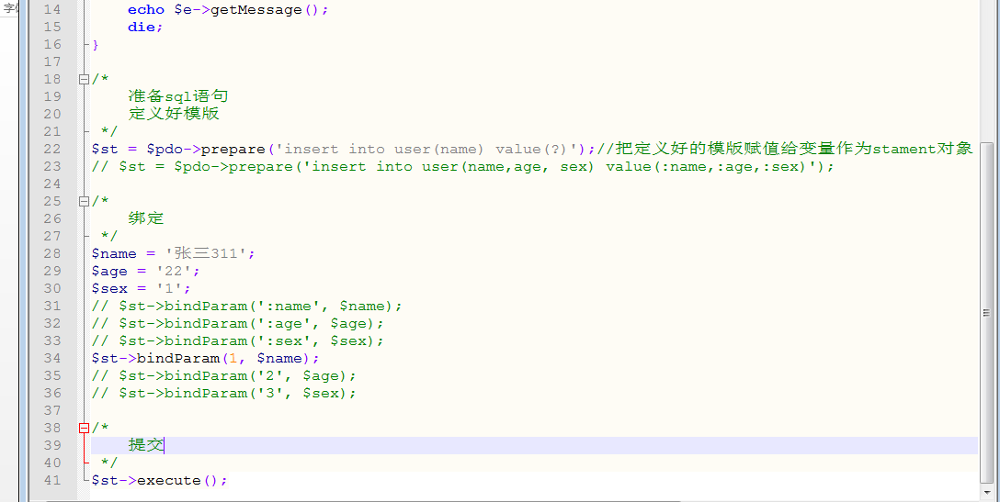 14 echo $e->getMessage();
15 die;
16 }
17
18 /*
19 准备sql语句
20 定义好模版
21 */
22 $st = $pdo->prepare('insert into user(name) value(?)');//把定义好的模版赋值给变量作为stament对象
23 // $st = $pdo->prepare('insert into user(name,age, sex) value(:name,:age,:sex)');
24
25 /*
26 绑定
27 */
28 $name = '张三311';
29 $age = '22';
30 $sex = '1';
31 // $st->bindParam(':name', $name);
32 // $st->bindParam(':age', $age);
33 // $st->bindParam(':sex', $sex);
34 $st->bindParam(1, $name);
35 // $st->bindParam('2', $age);
36 // $st->bindParam('3', $sex);
37
38 /*
39 提交
40 */
41 $st->execute();